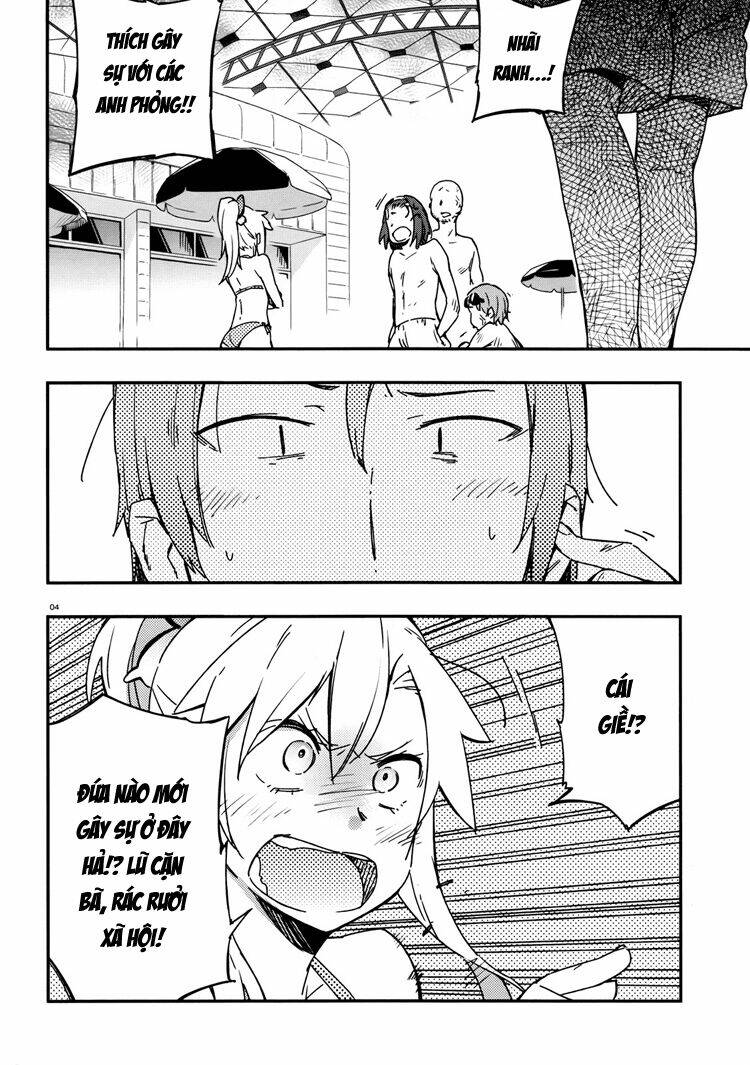 NHÃI
RANH...!
THÍCH GÂY
SỰ VỚI CÁC
ANH PHỎNG!!
04
CÁI
GIỀ!?
ĐỨA NÀO MỚI
GÂY SỰ Ở ĐÂY
HẢ!? LŨ CẶN
BÃ, RÁC RƯỞI
XÃ HỘI!